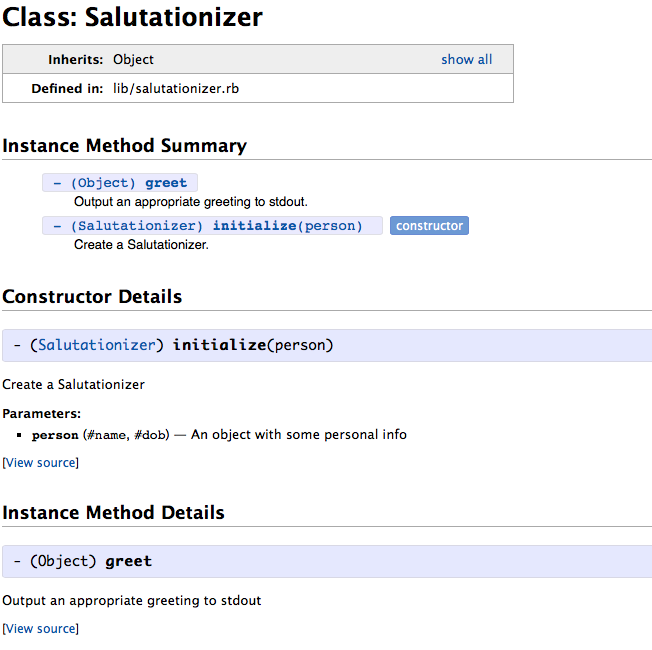 Class: Salutationizer
Inherits: Object show all
Defined in: lib/salutationizer.rb
Instance Method Summary
- (Object) greet
Output an appropriate greeting to stdout.
- (Salutationizer) initialize(person) constructor
Create a Salutationizer.
Constructor Details
- (Salutationizer) initialize(person)
Create a Salutationizer
Parameters:
▪ person (#name, #dob) — An object with some personal info
[View source]
Instance Method Details
- (Object) greet
Output an appropriate greeting to stdout
[View source]